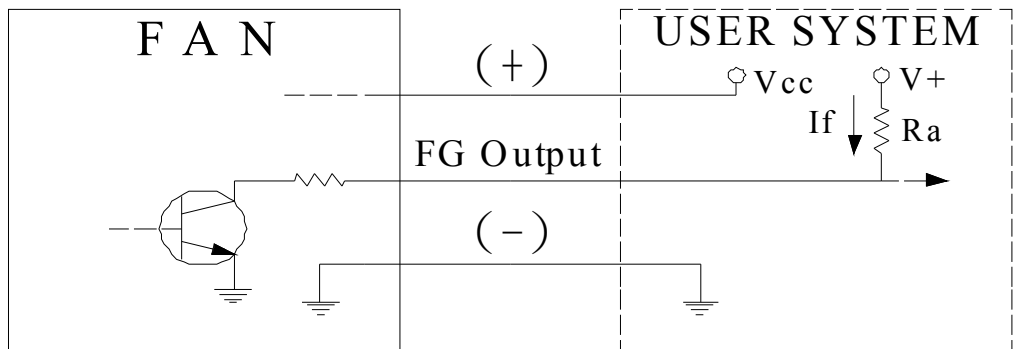 F A N
USER SYSTEM
(+)
Vcc
V+
If
Ra
FG Output
(-)